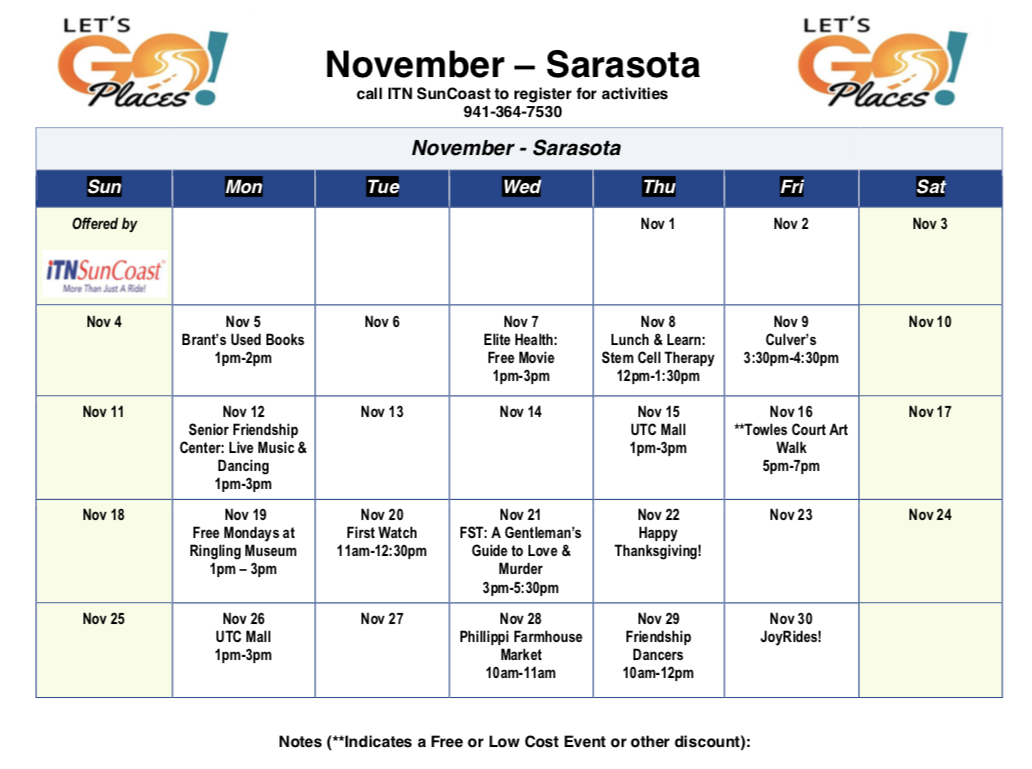 LET'S
GO!
Places!
LET'S
GO!
Places!
November – Sarasota
call ITN SunCoast to register for activities
941-364-7530
November - Sarasota
Sun Mon Tue Wed Thu Fri Sat
Offered by
iTNSunCoast™
More Than Just A Ride!
Nov 1
Nov 2
Nov 3
Nov 4
Nov 5
Brant's Used Books
1pm-2pm
Nov 6
Nov 7
Elite Health:
Free Movie
1pm-3pm
Nov 8
Lunch & Learn:
Stem Cell Therapy
12pm-1:30pm
Nov 9
Culver's
3:30pm-4:30pm
Nov 10
Nov 11
Nov 12
Senior Friendship
Center: Live Music &
Dancing
1pm-3pm
Nov 13
Nov 14
Nov 15
UTC Mall
1pm-3pm
Nov 16
**Towles Court Art
Walk
5pm-7pm
Nov 17
Nov 18
Nov 19
Free Mondays at
Ringling Museum
1pm – 3pm
Nov 20
First Watch
11am-12:30pm
Nov 21
FST: A Gentleman's
Guide to Love &
Murder
3pm-5:30pm
Nov 22
Happy
Thanksgiving!
Nov 23
Nov 24
Nov 25
Nov 26
UTC Mall
1pm-3pm
Nov 27
Nov 28
Phillippi Farmhouse
Market
10am-11am
Nov 29
Friendship
Dancers
10am-12pm
Nov 30
JoyRides!
Notes (**Indicates a Free or Low Cost Event or other discount):